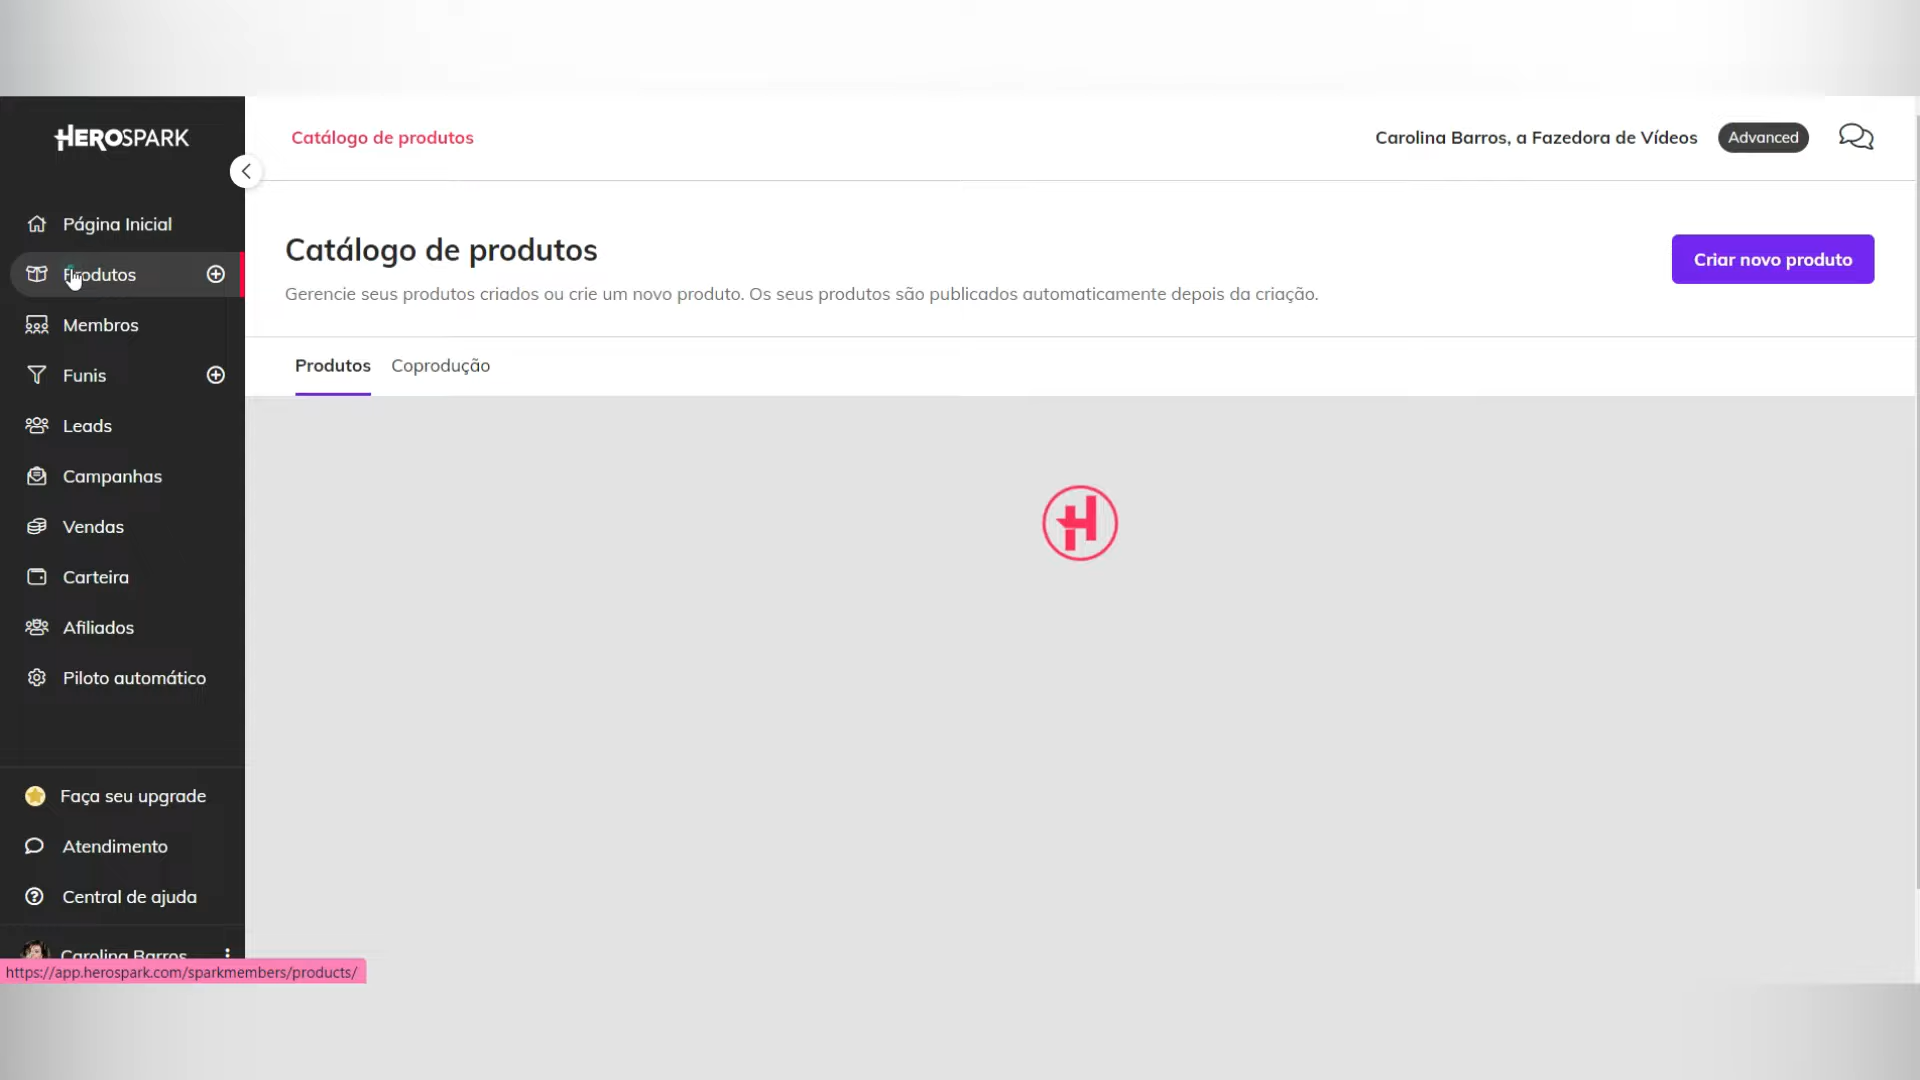 HEROSPARK
Catálogo de produtos
Carolina Barros, a Fazedora de Vídeos
Advanced
Página Inicial
Produtos
Membros
Funis
Leads
Campanhas
Vendas
Carteira
Afiliados
Piloto automático
Faça seu upgrade
Atendimento
Central de ajuda
Carolina Barros
https://app.herospark.com/sparkmembers/products/
Catálogo de produtos
Criar novo produto
Gerencie seus produtos criados ou crie um novo produto. Os seus produtos são publicados automaticamente depois da criação.
Produtos
Coprodução